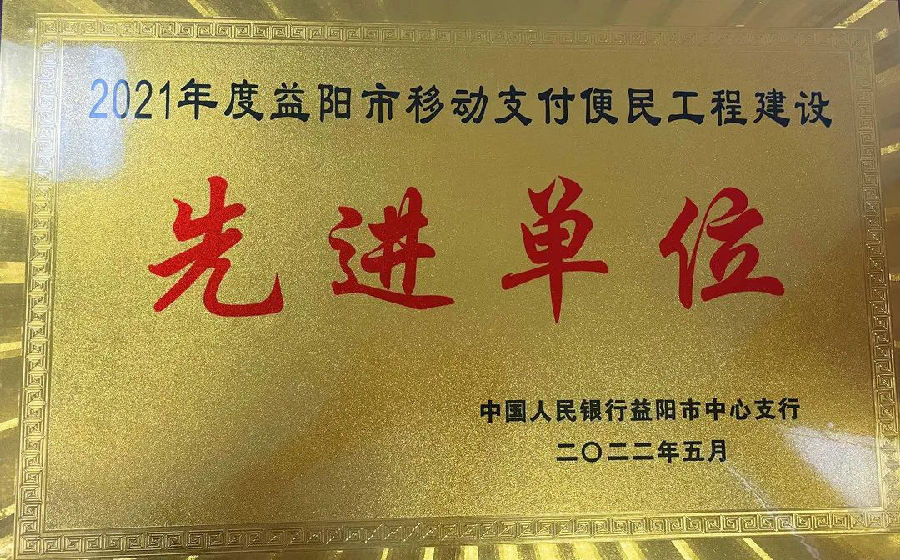 2021年度益阳市移动支付便民工程建设
先进单位
中国人民银行益阳市中心支行
二〇二二年五月